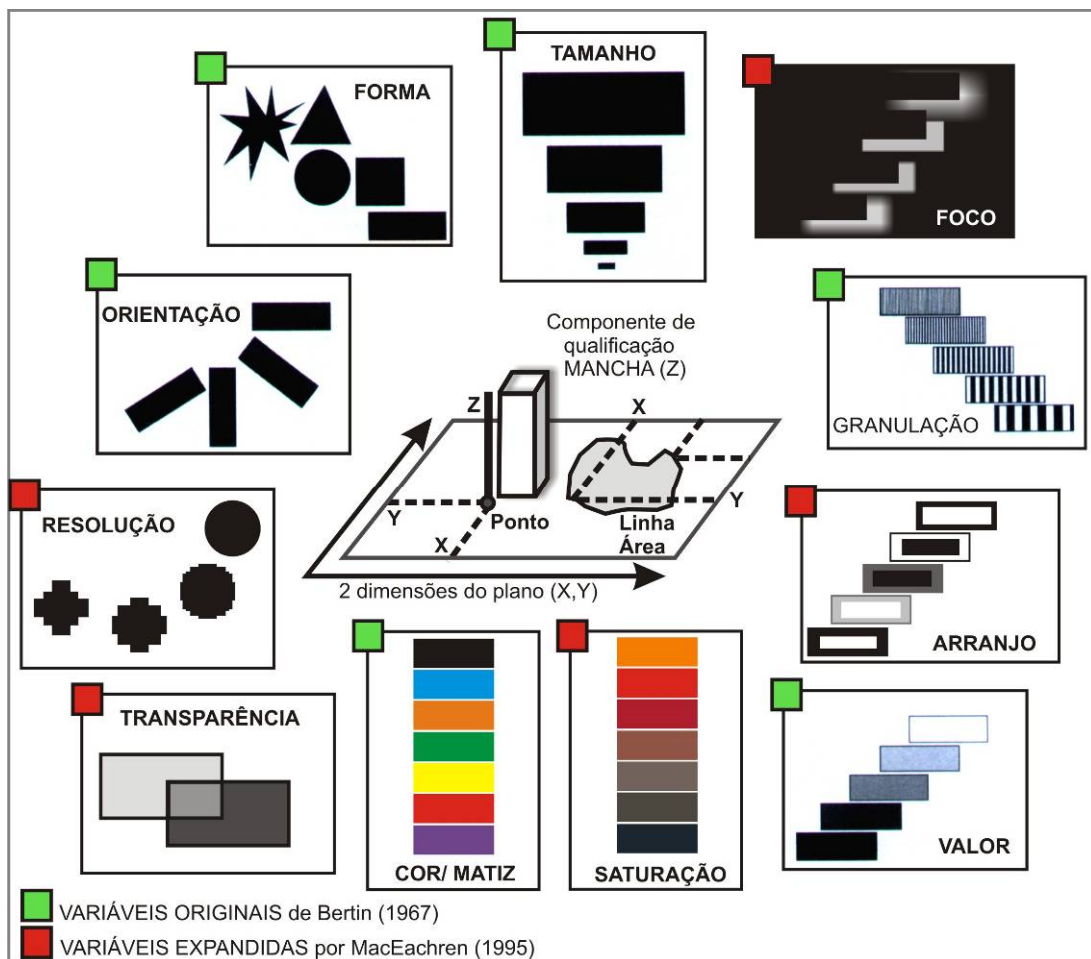 TAMANHO
FORMA
FOCO
ORIENTAÇÃO
Componente de
qualificação
MANCHA (Z)
GRANULAÇÃO
X
Z
RESOLUÇÃO
Y
Ponto
Linha
Área
Y
X
2 dimensões do plano (X,Y)
ARRANJO
TRANSPARÊNCIA
COR/ MATIZ
SATURAÇÃO
VALOR
VARIÁVEIS ORIGINAIS de Bertin (1967)
VARIÁVEIS EXPANDIDAS por MacEachren (1995)